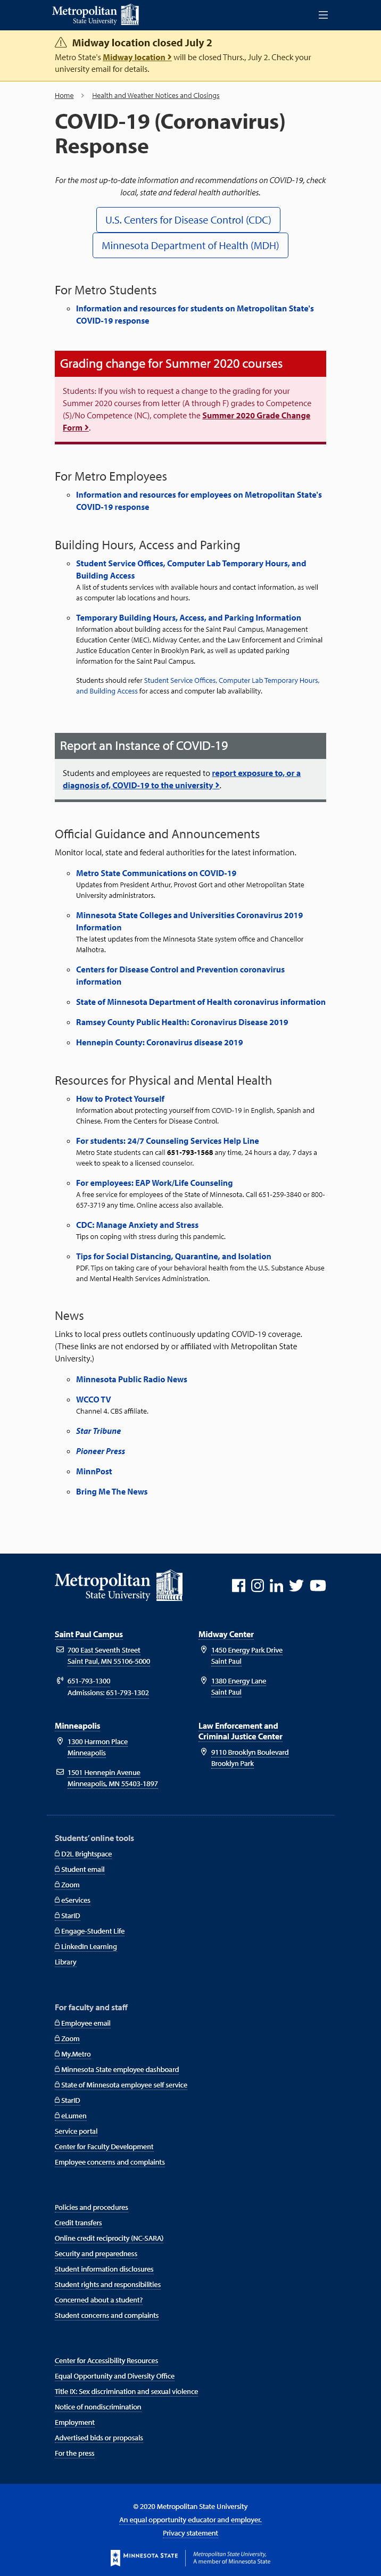 Metropolitan
State University
Midway location closed July 2
Metro State's Midway location > will be closed Thurs., July 2. Check your
university email for details.
Home > Health and Weather Notices and Closings
COVID-19 (Coronavirus)
Response
For the most up-to-date information and recommendations on COVID-19, check
local, state and federal health authorities.
U.S. Centers for Disease Control (CDC)
Minnesota Department of Health (MDH)
For Metro Students
Information and resources for students on Metropolitan State's
COVID-19 response
Grading change for Summer 2020 courses
Students: If you wish to request a change to the grading for your
Summer 2020 courses from letter (A through F) grades to Competence
(S)/No Competence (NC), complete the Summer 2020 Grade Change
Form >.
For Metro Employees
Information and resources for employees on Metropolitan State's
COVID-19 response
Building Hours, Access and Parking
Student Service Offices, Computer Lab Temporary Hours, and
Building Access
A list of students services with available hours and contact information, as well
as computer lab locations and hours.
Temporary Building Hours, Access, and Parking Information
Information about building access for the Saint Paul Campus, Management
Education Center (MEC), Midway Center, and the Law Enforcement and Criminal
Justice Education Center in Brooklyn Park, as well as updated parking
information for the Saint Paul Campus.
Students should refer Student Service Offices, Computer Lab Temporary Hours,
and Building Access for access and computer lab availability.
Report an Instance of COVID-19
Students and employees are requested to report exposure to, or a
diagnosis of, COVID-19 to the university >.
Official Guidance and Announcements
Monitor local, state and federal authorities for the latest information.
Metro State Communications on COVID-19
Updates from President Arthur, Provost Gort and other Metropolitan State
University administrators.
Minnesota State Colleges and Universities Coronavirus 2019
Information
The latest updates from the Minnesota State system office and Chancellor
Malhotra.
Centers for Disease Control and Prevention coronavirus
information
State of Minnesota Department of Health coronavirus information
Ramsey County Public Health: Coronavirus Disease 2019
Hennepin County: Coronavirus disease 2019
Resources for Physical and Mental Health
How to Protect Yourself
Information about protecting yourself from COVID-19 in English, Spanish and
Chinese. From the Centers for Disease Control.
For students: 24/7 Counseling Services Help Line
Metro State students can call 651-793-1568 any time, 24 hours a day, 7 days a
week to speak to a licensed counselor.
For employees: EAP Work/Life Counseling
A free service for employees of the State of Minnesota. Call 651-259-3840 or 800-
657-3719 any time. Online access also available.
CDC: Manage Anxiety and Stress
Tips on coping with stress during this pandemic.
Tips for Social Distancing, Quarantine, and Isolation
PDF. Tips on taking care of your behavioral health from the U.S. Substance Abuse
and Mental Health Services Administration.
News
Links to local press outlets continuously updating COVID-19 coverage.
(These links are not endorsed by or affiliated with Metropolitan State
University.)
Minnesota Public Radio News
WCCO TV
Channel 4. CBS affiliate.
Star Tribune
Pioneer Press
MinnPost
Bring Me The News
Metropolitan
State University
Saint Paul Campus
700 East Seventh Street
Saint Paul, MN 55106-5000
651-793-1300
Admissions: 651-793-1302
Midway Center
1450 Energy Park Drive
Saint Paul
1380 Energy Lane
Saint Paul
Minneapolis
1300 Harmon Place
Minneapolis
1501 Hennepin Avenue
Minneapolis, MN 55403-1897
Law Enforcement and
Criminal Justice Center
9110 Brooklyn Boulevard
Brooklyn Park
Students' online tools
D2L Brightspace
Student email
Zoom
eServices
StarID
Engage-Student Life
LinkedIn Learning
Library
For faculty and staff
Employee email
Zoom
My.Metro
Minnesota State employee dashboard
State of Minnesota employee self service
StarID
eLumen
Service portal
Center for Faculty Development
Employee concerns and complaints
Policies and procedures
Credit transfers
Online credit reciprocity (NC-SARA)
Security and preparedness
Student information disclosures
Student rights and responsibilities
Concerned about a student?
Student concerns and complaints
Center for Accessibility Resources
Equal Opportunity and Diversity Office
Title IX: Sex discrimination and sexual violence
Notice of nondiscrimination
Employment
Advertised bids or proposals
For the press
© 2020 Metropolitan State University
An equal opportunity educator and employer.
Privacy statement
MINNESOTA STATE
Metropolitan State University,
A member of Minnesota State